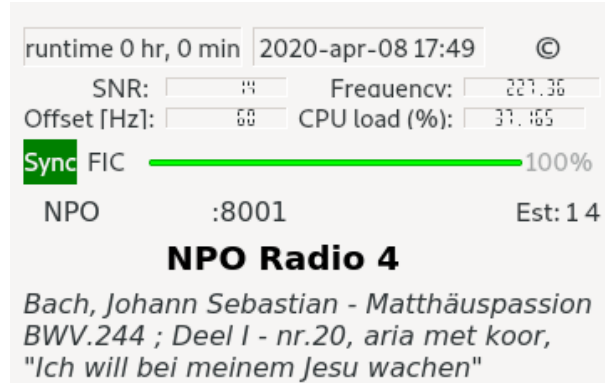 runtime 0 hr, 0 min 2020-apr-08 17:49 ©
SNR: 14 Frequency: 227.36
Offset [Hz]: 60 CPU load (%): 37.165
Sync FIC 100%
NPO :8001 Est: 1 4
NPO Radio 4
Bach, Johann Sebastian - Matthäuspassion
BWV.244 ; Deel I - nr.20, aria met koor,
"Ich will bei meinem Jesu wachen"